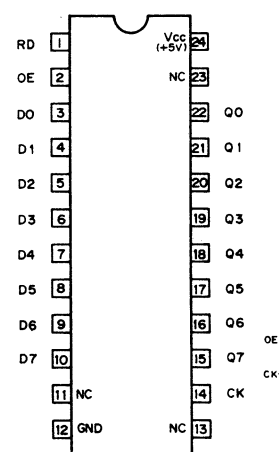 RD 1 Vcc (+5V) 24
OE 2 NC 23
D0 3 22 Q0
D1 4 21 Q1
D2 5 20 Q2
D3 6 19 Q3
D4 7 18 Q4
D5 8 17 Q5
D6 9 16 Q6
OE
D7 10 15 Q7
CK
11 NC 14 CK
12 GND NC 13